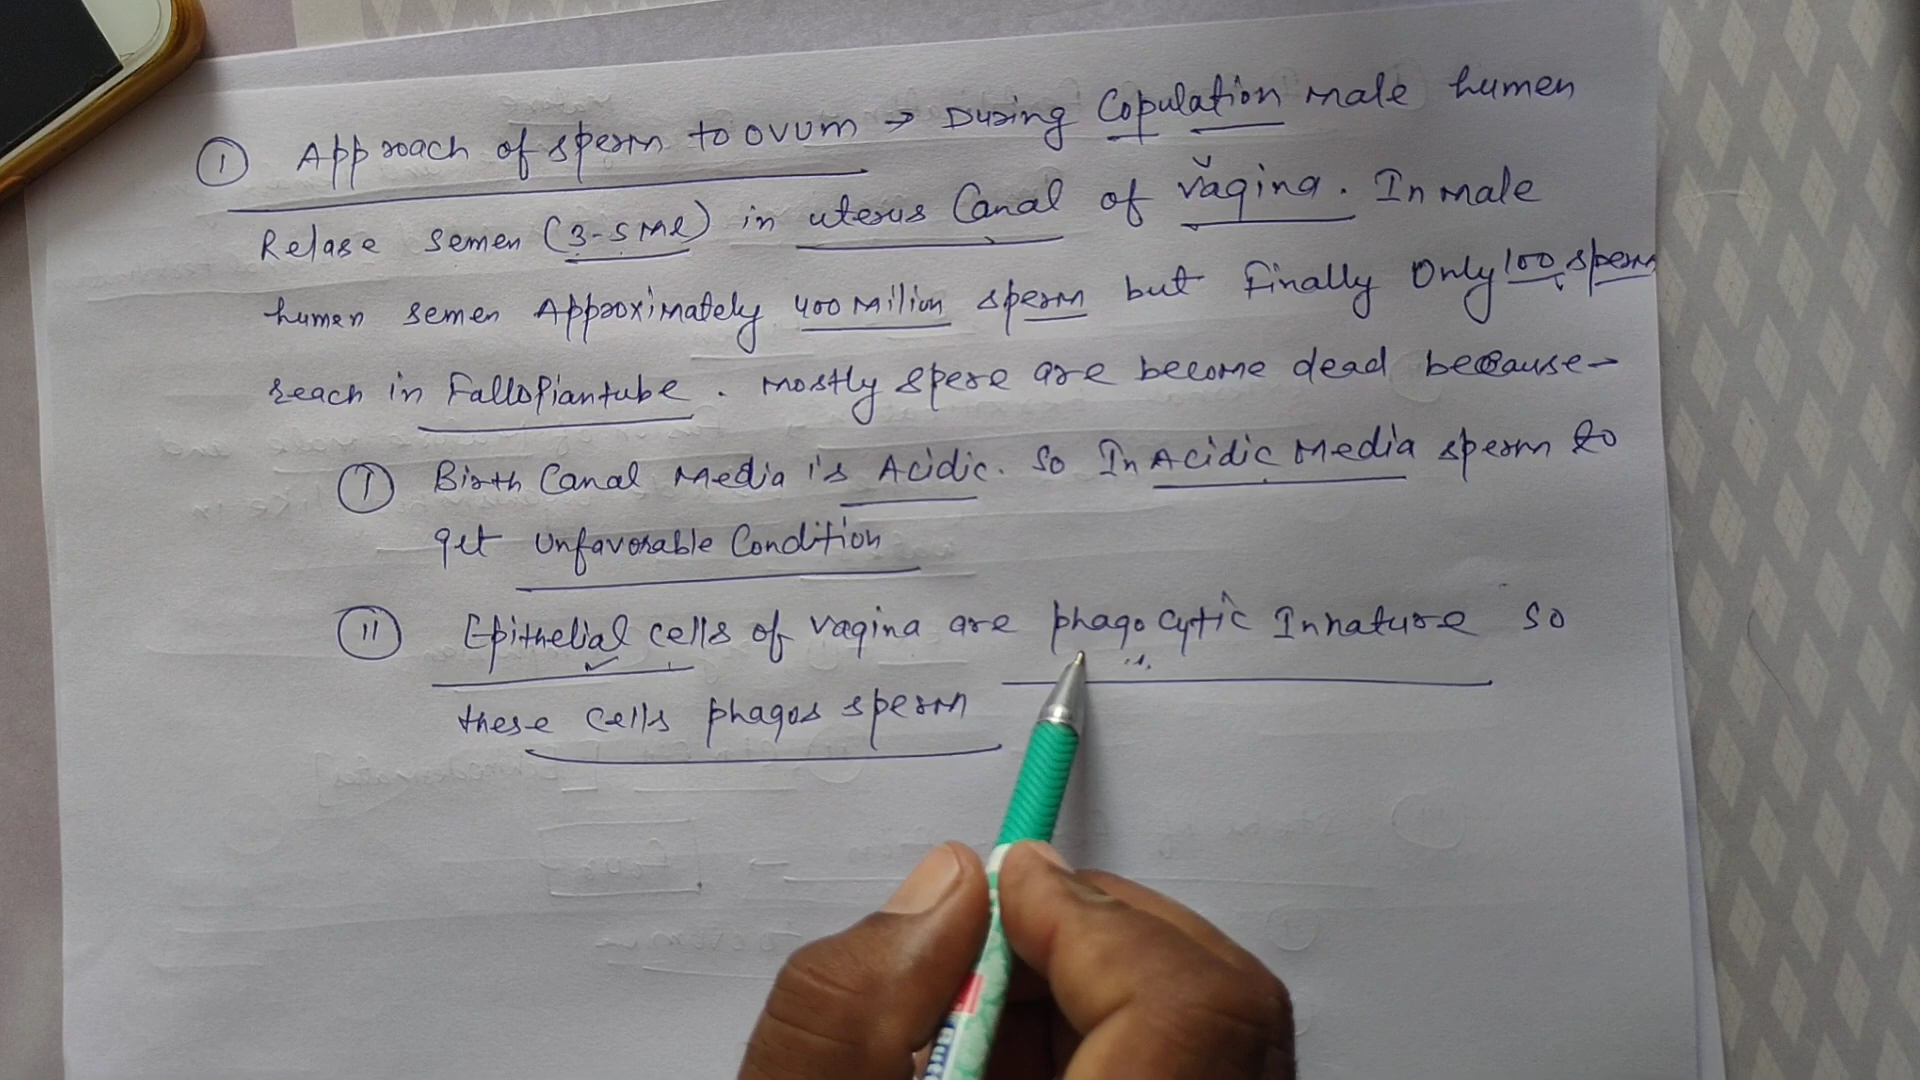 ① Approach of sperm to ovum → During Copulation male humen
Relase semen (3-5 ml) in uterus Canal of vagina. In male
humen semen Approximately 400 million sperm but finally Only 100 sperm
reach in Fallopiantube. mostly spere are become dead because→
Ⓘ Birth Canal Media is Acidic. So In Acidic Media sperm to
get Unfavorable Condition
⑪ Epithelial cells of vagina are phagocytic Innature so
these cells phagos sperm